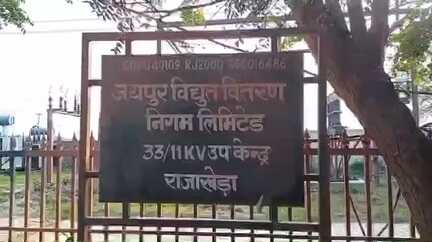 जयपुर विद्युत वितरण
निगम लिमिटेड
33/11KV उप केन्द्र
राजाखेड़ा